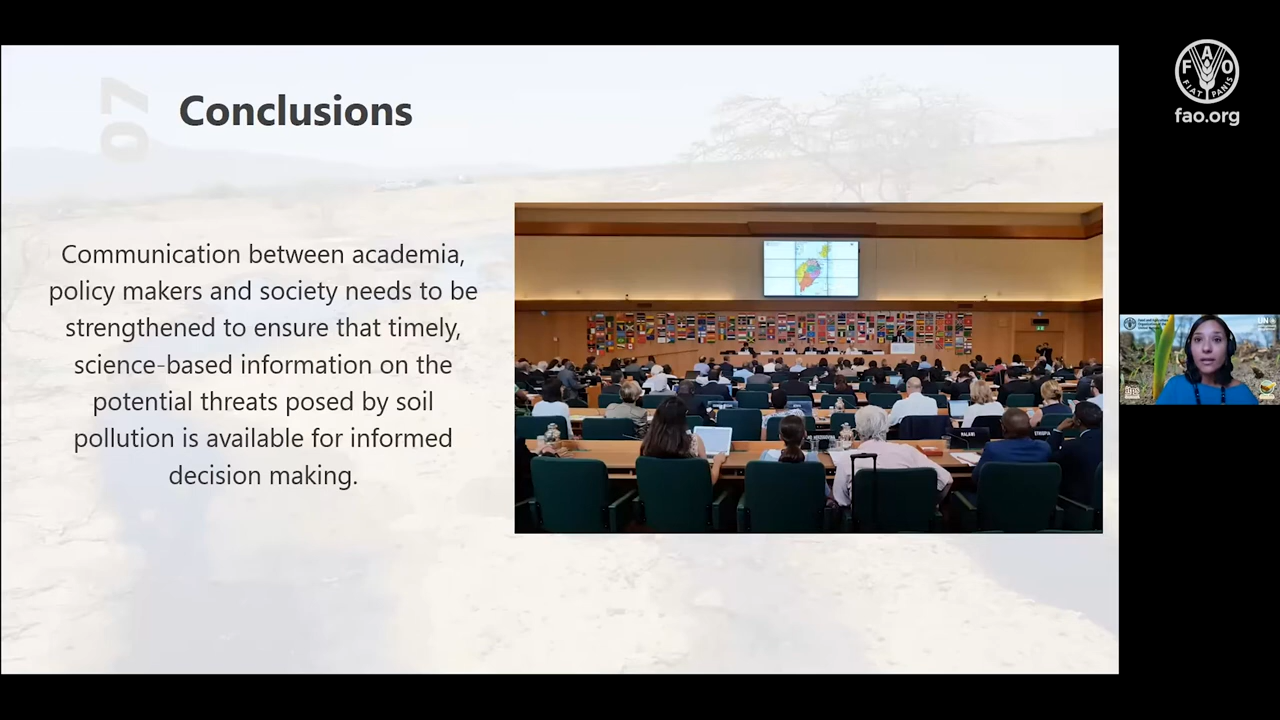 07
Conclusions
Communication between academia,
policy makers and society needs to be
strengthened to ensure that timely,
science-based information on the
potential threats posed by soil
pollution is available for informed
decision making.
MALAWI
ETHIOPIA
F A O
FIAT PANIS
fao.org